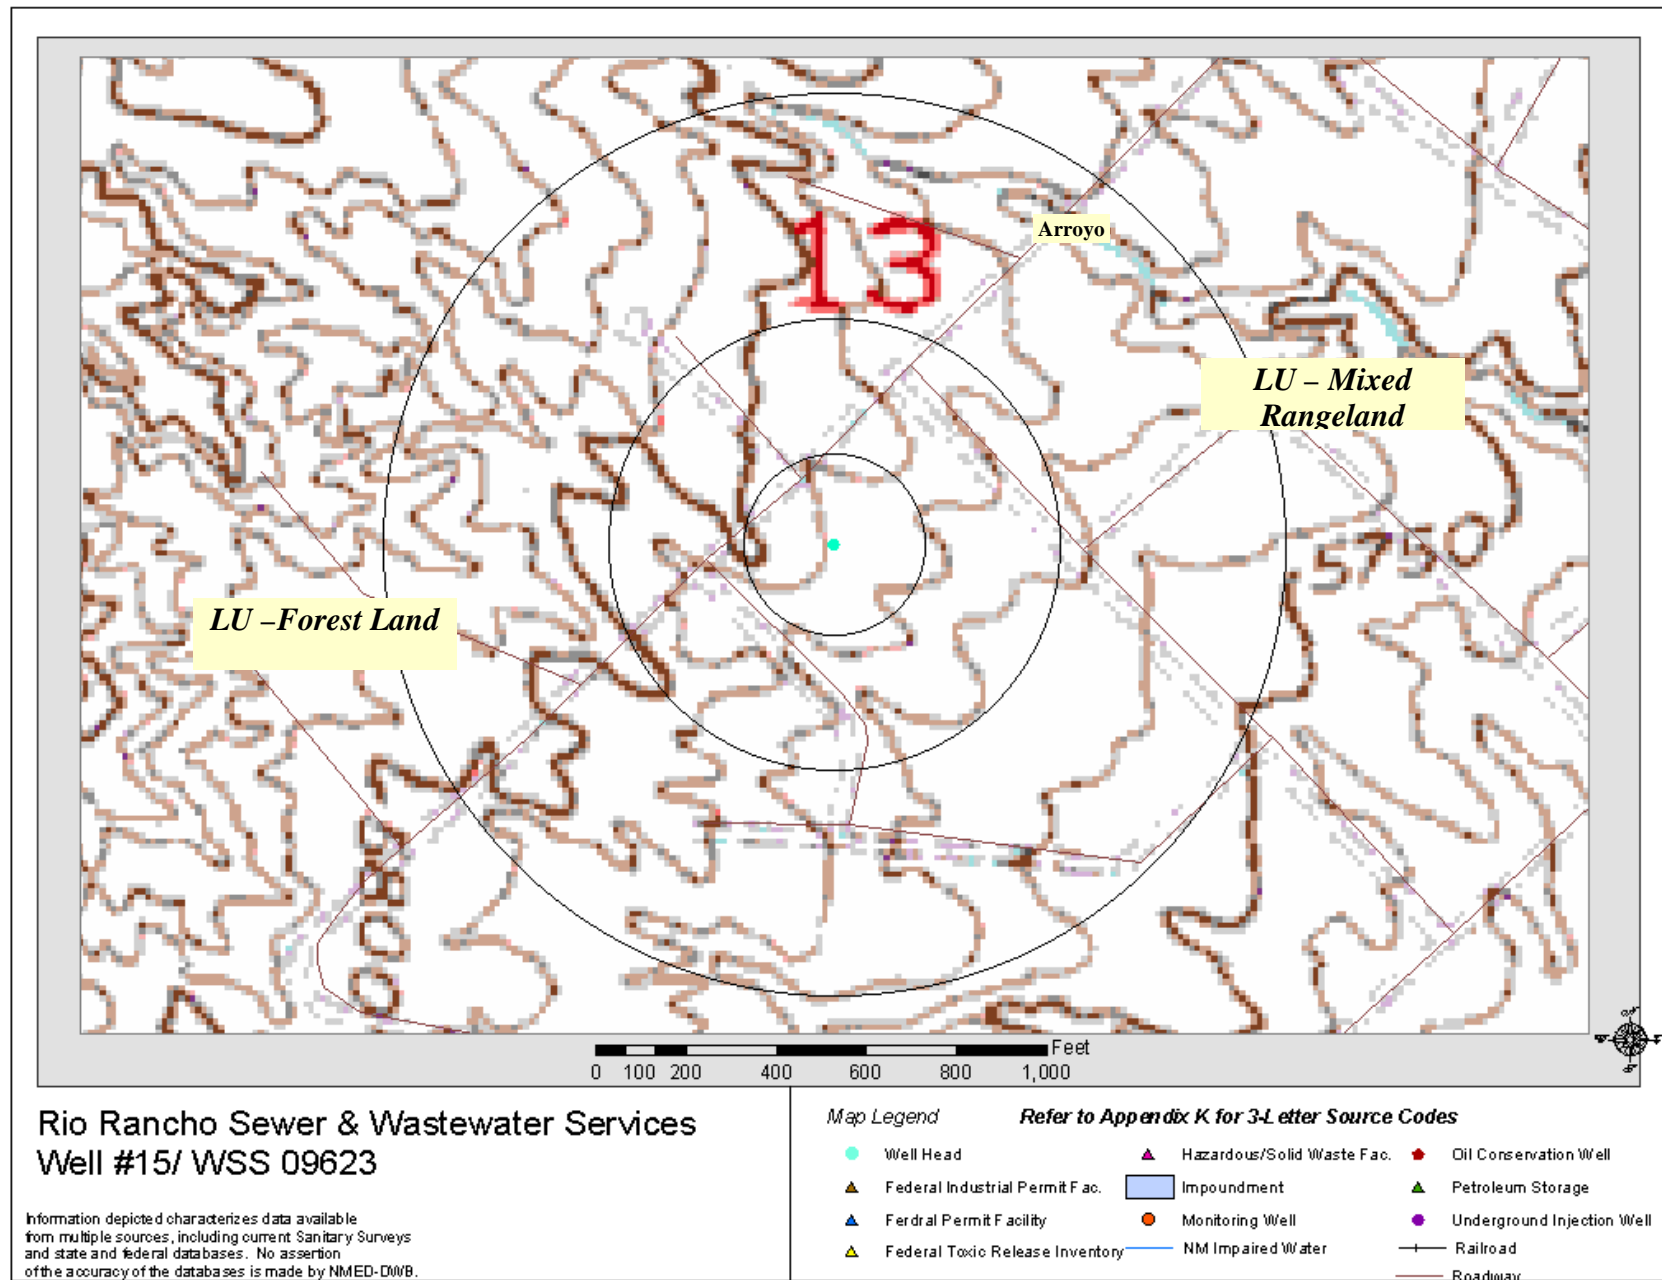 13
Arroyo
LU – Mixed
Rangeland
5750
LU –Forest Land
Feet
0 100 200 400 600 800 1,000
Rio Rancho Sewer & Wastewater Services
Well #15/ WSS 09623
Information depicted characterizes data available
from multiple sources, including current Sanitary Surveys
and state and federal databases. No assertion
of the accuracy of the databases is made by NMED-DWB.
Map Legend
Refer to Appendix K for 3-Letter Source Codes
Well Head
Hazardous/Solid Waste Fac.
Oil Conservation Well
Federal Industrial Permit Fac.
Impoundment
Petroleum Storage
Ferdral Permit Facility
Monitoring Well
Underground Injection Well
Federal Toxic Release Inventory
NM Impaired Water
Railroad
Roadway